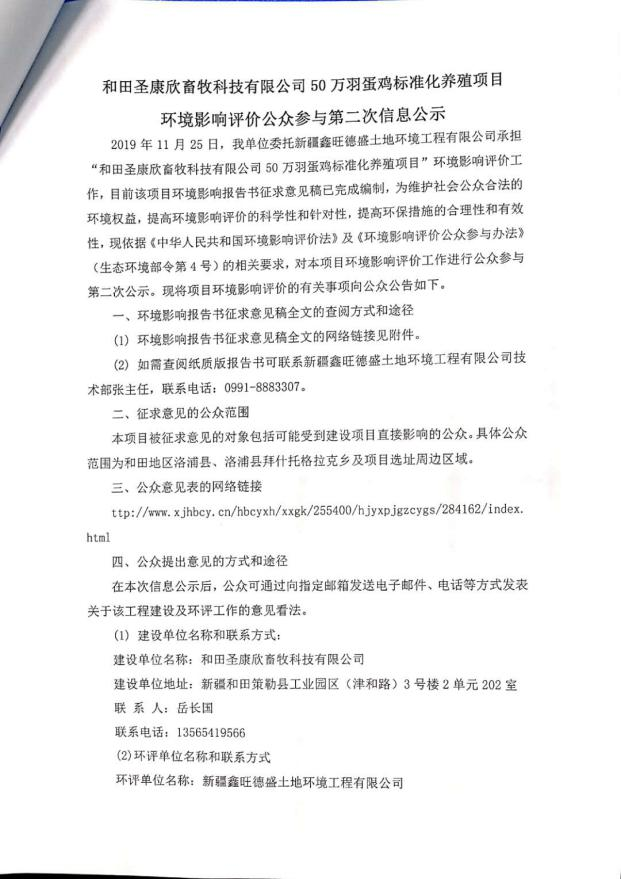 和田圣康欣畜牧科技有限公司 50 万羽蛋鸡标准化养殖项目
环境影响评价公众参与第二次信息公示
2019 年 11 月 25 日，我单位委托新疆鑫旺德盛土地环境工程有限公司承担
“和田圣康欣畜牧科技有限公司 50 万羽蛋鸡标准化养殖项目”环境影响评价工
作，目前该项目环境影响报告书征求意见稿已完成编制，为维护社会公众合法的
环境权益，提高环境影响评价的科学性和针对性，提高环保措施的合理性和有效
性，现依据《中华人民共和国环境影响评价法》及《环境影响评价公众参与办法》
（生态环境部令第 4 号）的相关要求，对本项目环境影响评价工作进行公众参与
第二次公示。现将项目环境影响评价的有关事项向公众公告如下。
一、环境影响报告书征求意见稿全文的查阅方式和途径
(1) 环境影响报告书征求意见稿全文的网络链接见附件。
(2) 如需查阅纸质版报告书可联系新疆鑫旺德盛土地环境工程有限公司技
术部张主任，联系电话：0991-8883307。
二、征求意见的公众范围
本项目被征求意见的对象包括可能受到建设项目直接影响的公众。具体公众
范围为和田地区洛浦县、洛浦县拜什托格拉克乡及项目选址周边区域。
三、公众意见表的网络链接
ttp://www.xjhbcy.cn/hbcyxh/xxgk/255400/hjyxpjgzcygs/284162/index.
html
四、公众提出意见的方式和途径
在本次信息公示后，公众可通过向指定邮箱发送电子邮件、电话等方式发表
关于该工程建设及环评工作的意见看法。
(1) 建设单位名称和联系方式：
建设单位名称：和田圣康欣畜牧科技有限公司
建设单位地址：新疆和田策勒县工业园区（津和路）3 号楼 2 单元 202 室
联 系 人：岳长国
联系电话：13565419566
(2)环评单位名称和联系方式
环评单位名称：新疆鑫旺德盛土地环境工程有限公司